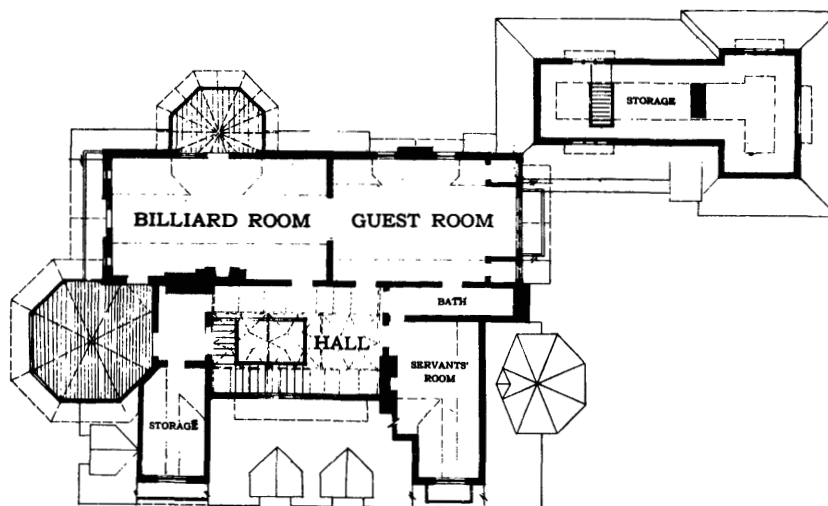 STORAGE
BILLIARD ROOM
GUEST ROOM
BATH
HALL
SERVANTS'
ROOM
STORAGE